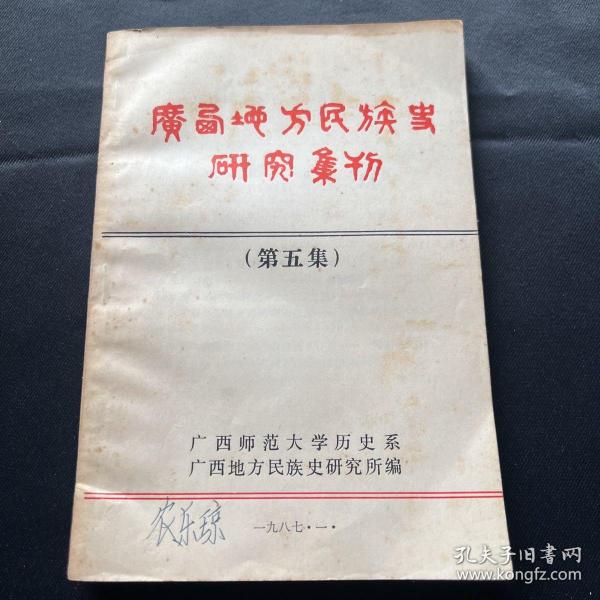 廣西地方民族史
研究集刊
（第五集）
广西师范大学历史系
广西地方民族史研究所编
农乐琼
一九八七·一·
孔夫子旧書网
www.kongfz.com